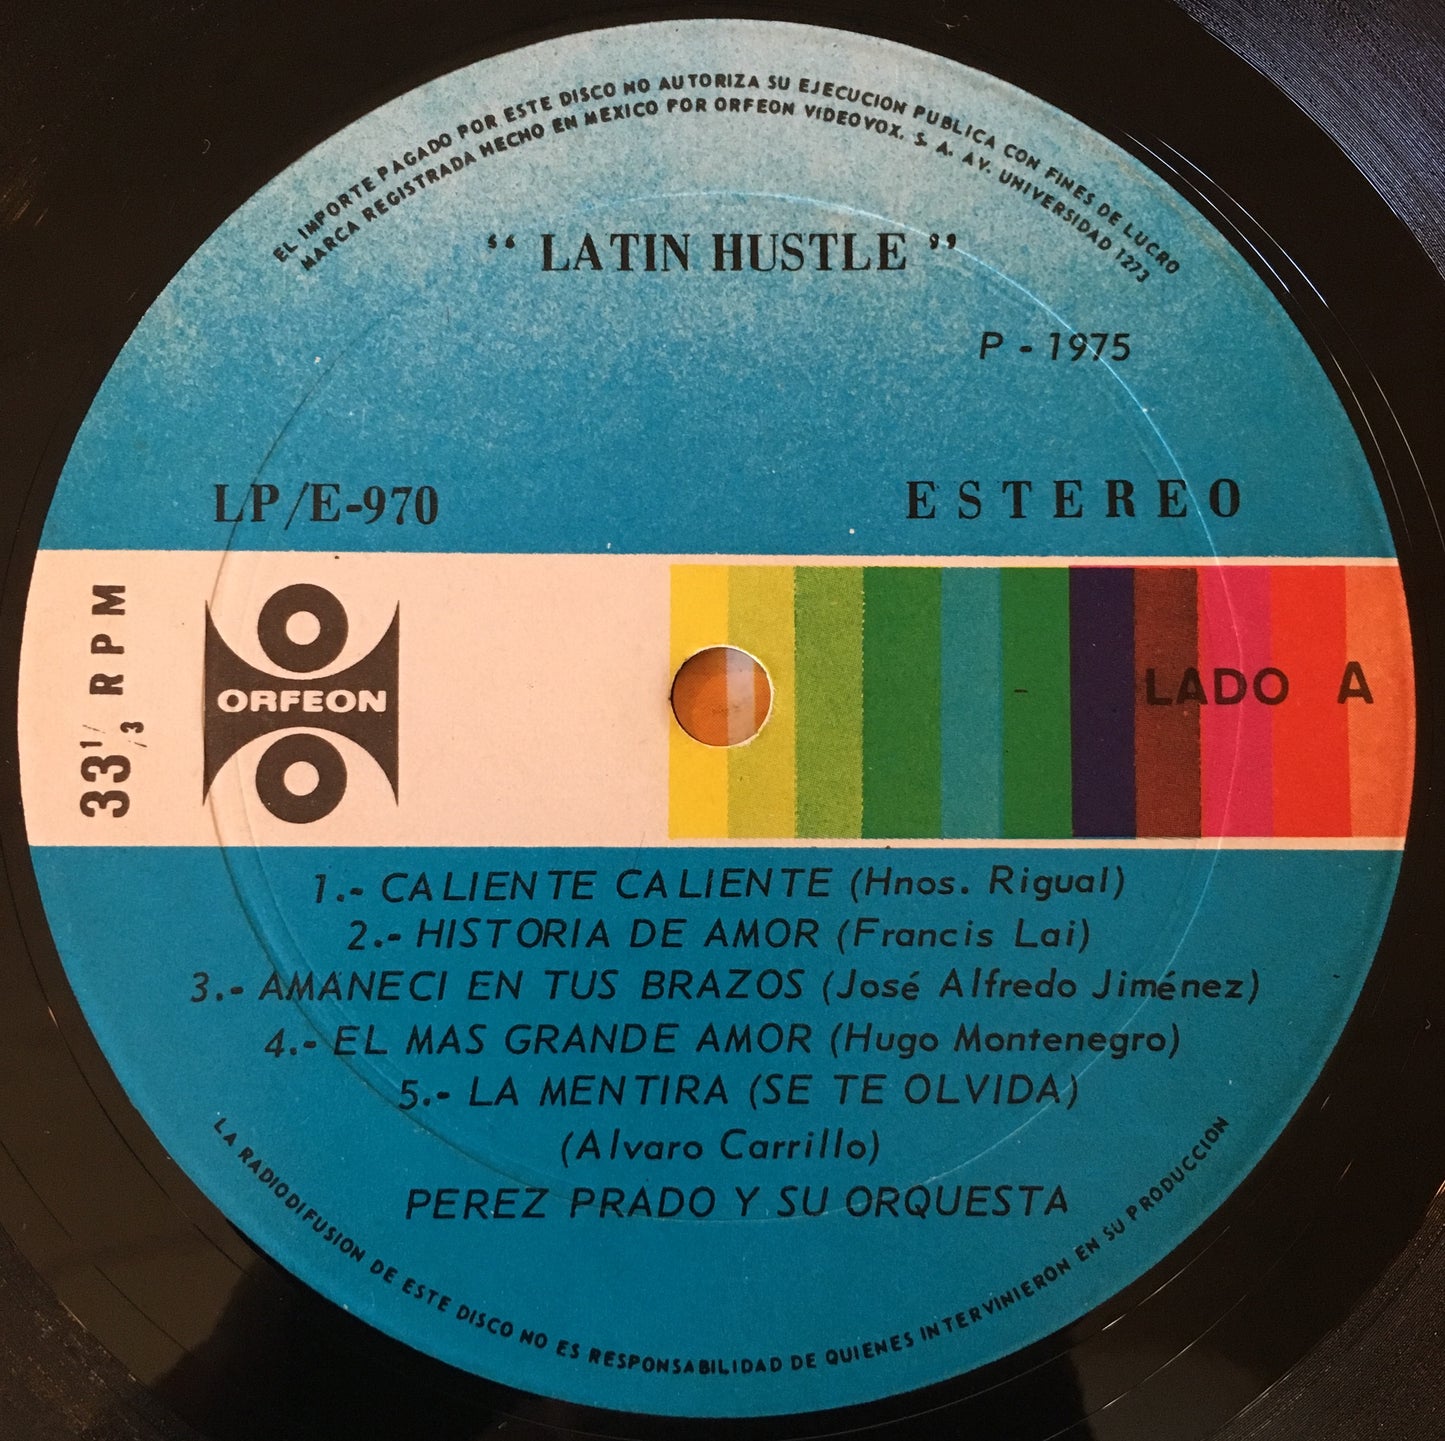 EL IMPORTE PAGADO POR ESTE DISCO NO AUTORIZA SU EJECUCION PUBLICA CON FINES DE LUCRO
MARCA REGISTRADA HECHO EN MEXICO POR ORFEON VIDEOVOX. S. A. AV. UNIVERSIDAD 1273
“ LATIN HUSTLE ”
P - 1975
LP/E-970
ESTEREO
33 1/3 RPM
ORFEON
LADO A
1.- CALIENTE CALIENTE (Hnos. Rigual)
2.- HISTORIA DE AMOR (Francis Lai)
3.- AMANECI EN TUS BRAZOS (José Alfredo Jiménez)
4.- EL MAS GRANDE AMOR (Hugo Montenegro)
5.- LA MENTIRA (SE TE OLVIDA)
(Alvaro Carrillo)
PEREZ PRADO Y SU ORQUESTA
LA RADIODIFUSION DE ESTE DISCO NO ES RESPONSABILIDAD DE QUIENES INTERVINIERON EN SU PRODUCCION